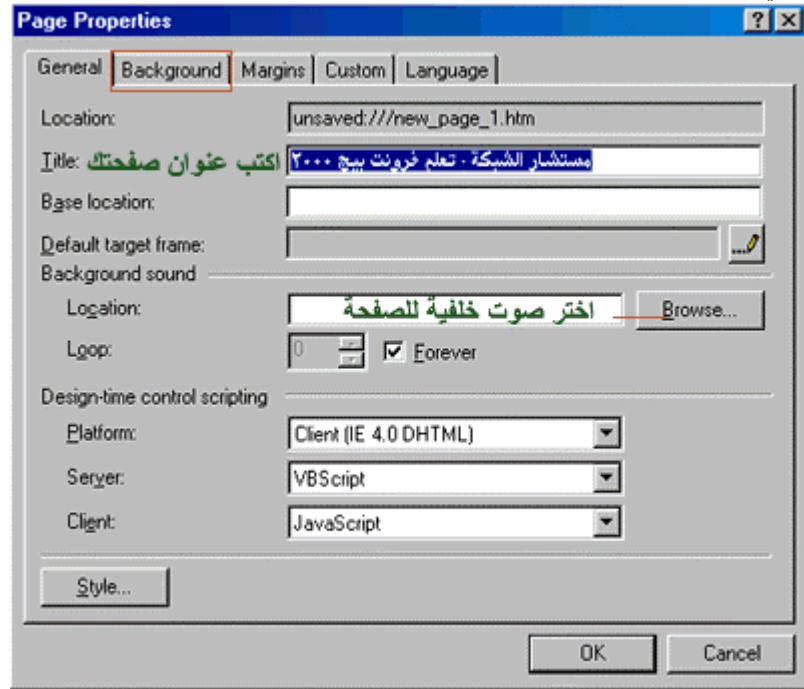 Page Properties
General Background Margins Custom Language
Location: unsaved:///new_page_1.htm
Title: اكتب عنوان صفحتك مستشار الشبكة - تعلم فرونت بيج ٢٠٠٠
Base location:
Default target frame: ...
Background sound
Location: اختر صوت خلفية للصفحة Browse...
Loop: 0 Forever
Design-time control scripting
Platform: Client (IE 4.0 DHTML)
Server: VBScript
Client: JavaScript
Style...
OK Cancel